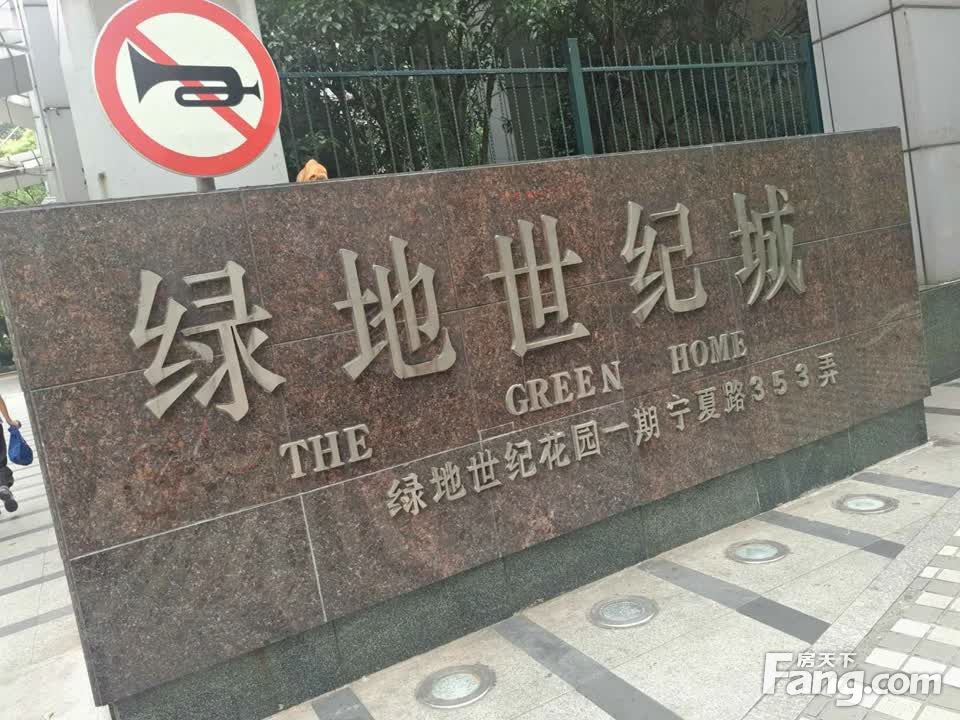 绿地世纪城
THE GREEN HOME
绿地世纪花园一期宁夏路353弄
房天下
Fang.com